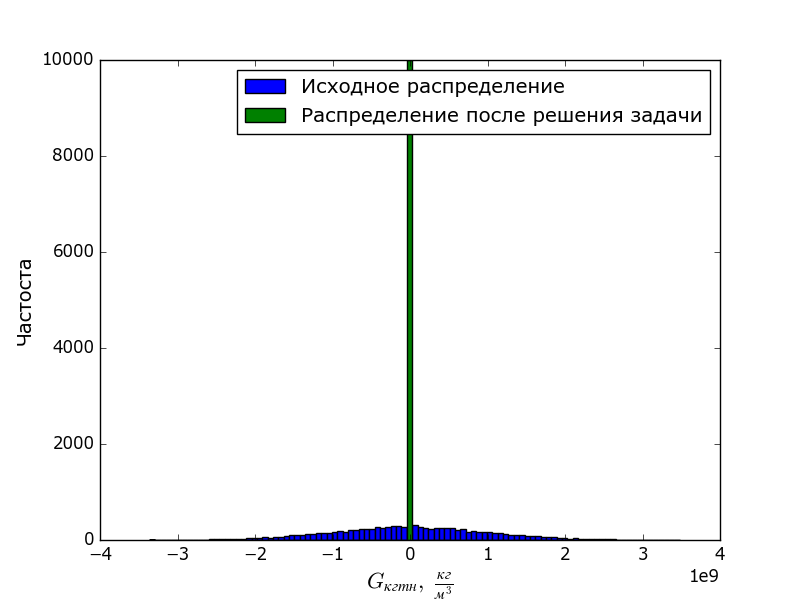 10000
Исходное распределение
Распределение после решения задачи
8000
6000
Частоста
4000
2000
0
−4 −3 −2 −1 0 1 2 3 4
1e9
G кгтн, кг/м³